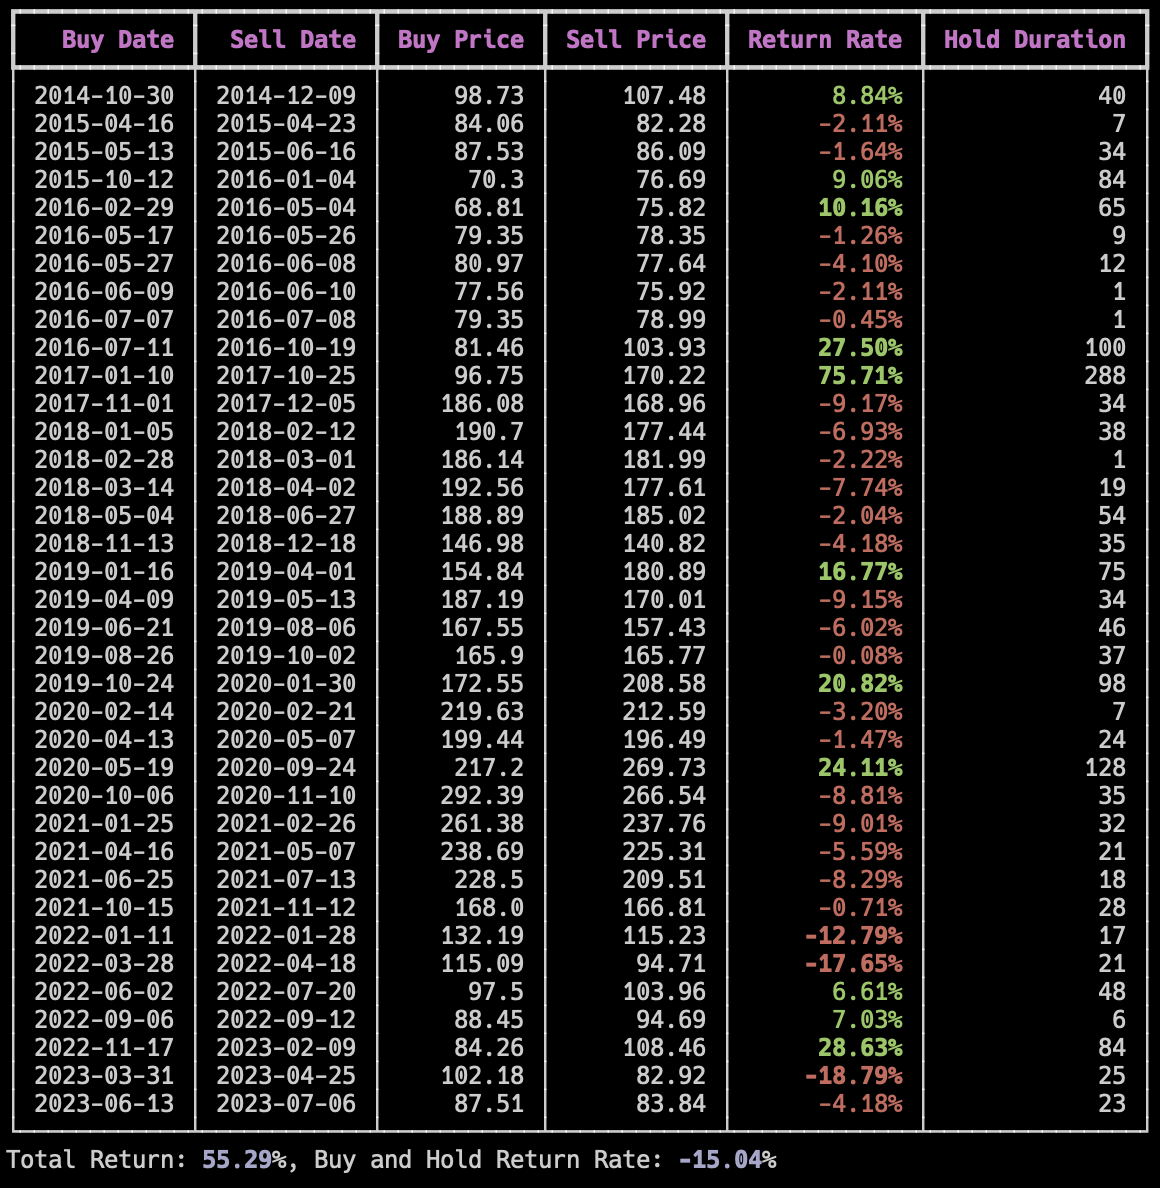 Buy Date Sell Date Buy Price Sell Price Return Rate Hold Duration
2014-10-30 2014-12-09 98.73 107.48 8.84% 40
2015-04-16 2015-04-23 84.06 82.28 -2.11% 7
2015-05-13 2015-06-16 87.53 86.09 -1.64% 34
2015-10-12 2016-01-04 70.3 76.69 9.06% 84
2016-02-29 2016-05-04 68.81 75.82 10.16% 65
2016-05-17 2016-05-26 79.35 78.35 -1.26% 9
2016-05-27 2016-06-08 80.97 77.64 -4.10% 12
2016-06-09 2016-06-10 77.56 75.92 -2.11% 1
2016-07-07 2016-07-08 79.35 78.99 -0.45% 1
2016-07-11 2016-10-19 81.46 103.93 27.50% 100
2017-01-10 2017-10-25 96.75 170.22 75.71% 288
2017-11-01 2017-12-05 186.08 168.96 -9.17% 34
2018-01-05 2018-02-12 190.7 177.44 -6.93% 38
2018-02-28 2018-03-01 186.14 181.99 -2.22% 1
2018-03-14 2018-04-02 192.56 177.61 -7.74% 19
2018-05-04 2018-06-27 188.89 185.02 -2.04% 54
2018-11-13 2018-12-18 146.98 140.82 -4.18% 35
2019-01-16 2019-04-01 154.84 180.89 16.77% 75
2019-04-09 2019-05-13 187.19 170.01 -9.15% 34
2019-06-21 2019-08-06 167.55 157.43 -6.02% 46
2019-08-26 2019-10-02 165.9 165.77 -0.08% 37
2019-10-24 2020-01-30 172.55 208.58 20.82% 98
2020-02-14 2020-02-21 219.63 212.59 -3.20% 7
2020-04-13 2020-05-07 199.44 196.49 -1.47% 24
2020-05-19 2020-09-24 217.2 269.73 24.11% 128
2020-10-06 2020-11-10 292.39 266.54 -8.81% 35
2021-01-25 2021-02-26 261.38 237.76 -9.01% 32
2021-04-16 2021-05-07 238.69 225.31 -5.59% 21
2021-06-25 2021-07-13 228.5 209.51 -8.29% 18
2021-10-15 2021-11-12 168.0 166.81 -0.71% 28
2022-01-11 2022-01-28 132.19 115.23 -12.79% 17
2022-03-28 2022-04-18 115.09 94.71 -17.65% 21
2022-06-02 2022-07-20 97.5 103.96 6.61% 48
2022-09-06 2022-09-12 88.45 94.69 7.03% 6
2022-11-17 2023-02-09 84.26 108.46 28.63% 84
2023-03-31 2023-04-25 102.18 82.92 -18.79% 25
2023-06-13 2023-07-06 87.51 83.84 -4.18% 23
Total Return: 55.29%, Buy and Hold Return Rate: -15.04%